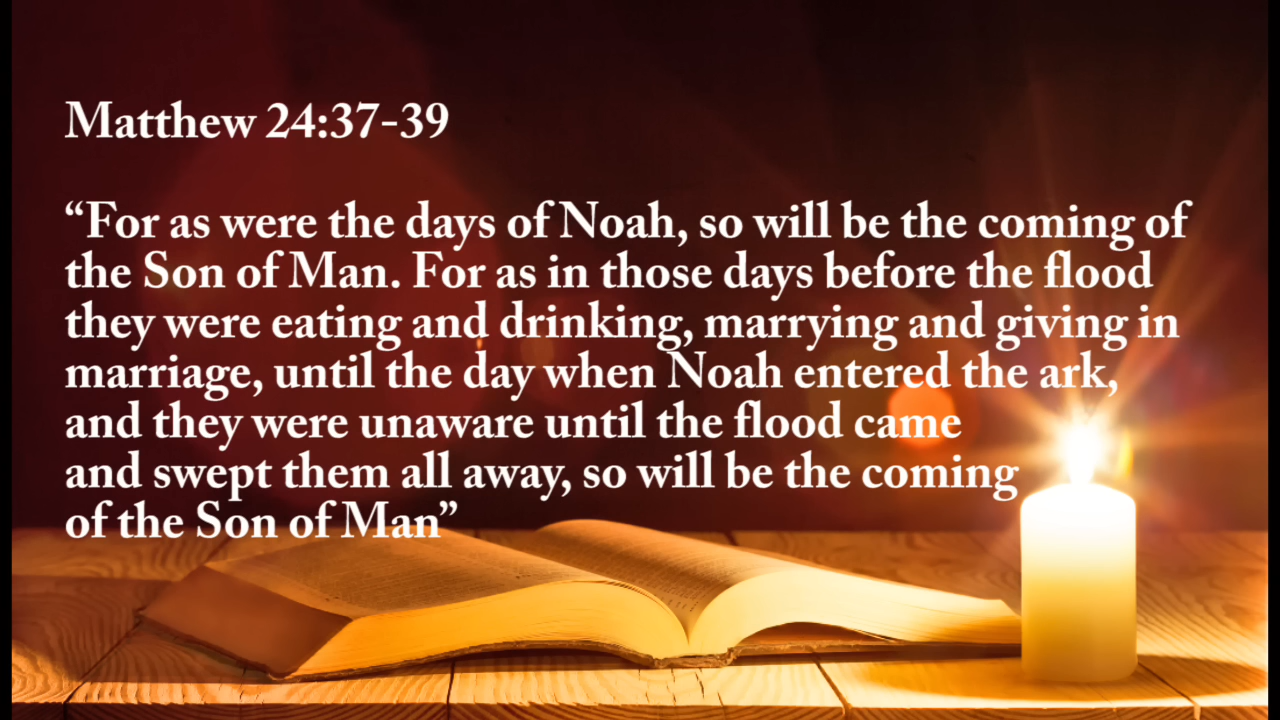 Matthew 24:37-39
“For as were the days of Noah, so will be the coming of
the Son of Man. For as in those days before the flood
they were eating and drinking, marrying and giving in
marriage, until the day when Noah entered the ark,
and they were unaware until the flood came
and swept them all away, so will be the coming
of the Son of Man”